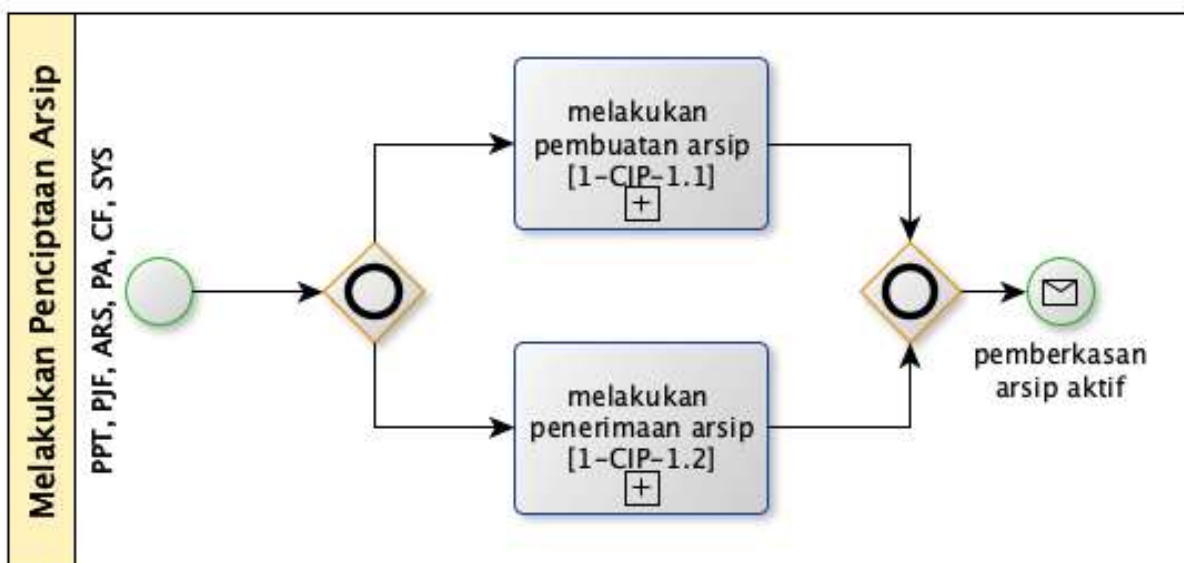 Melakukan Penciptaan Arsip
PPT, PJF, ARS, PA, CF, SYS
melakukan
pembuatan arsip
[1-CIP-1.1]
melakukan
penerimaan arsip
[1-CIP-1.2]
pemberkasan
arsip aktif